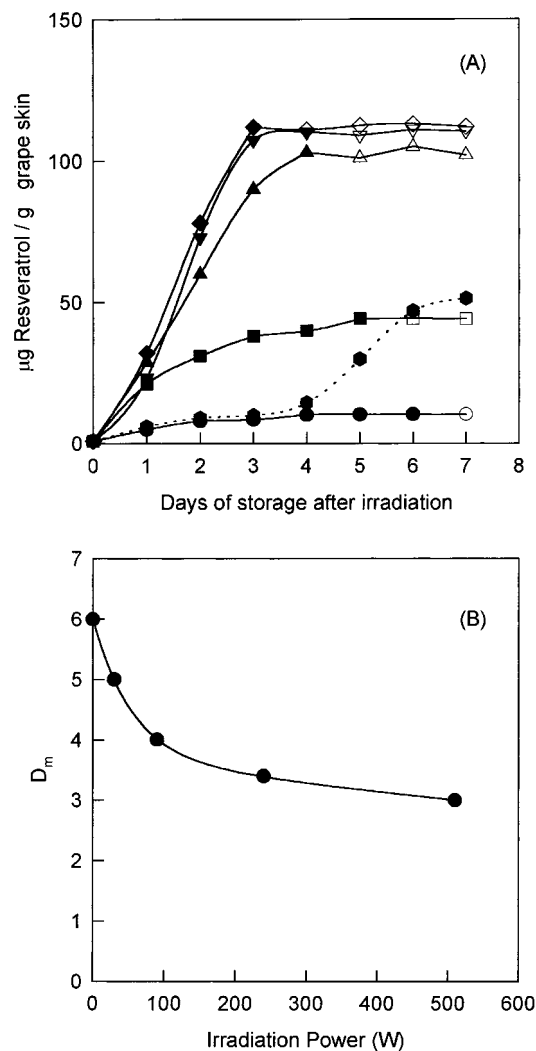 (A)
150
100
50
0
µg Resveratrol / g grape skin
0 1 2 3 4 5 6 7 8
Days of storage after irradiation
(B)
7
6
5
4
3
2
1
0
Dm
0 100 200 300 400 500 600
Irradiation Power (W)